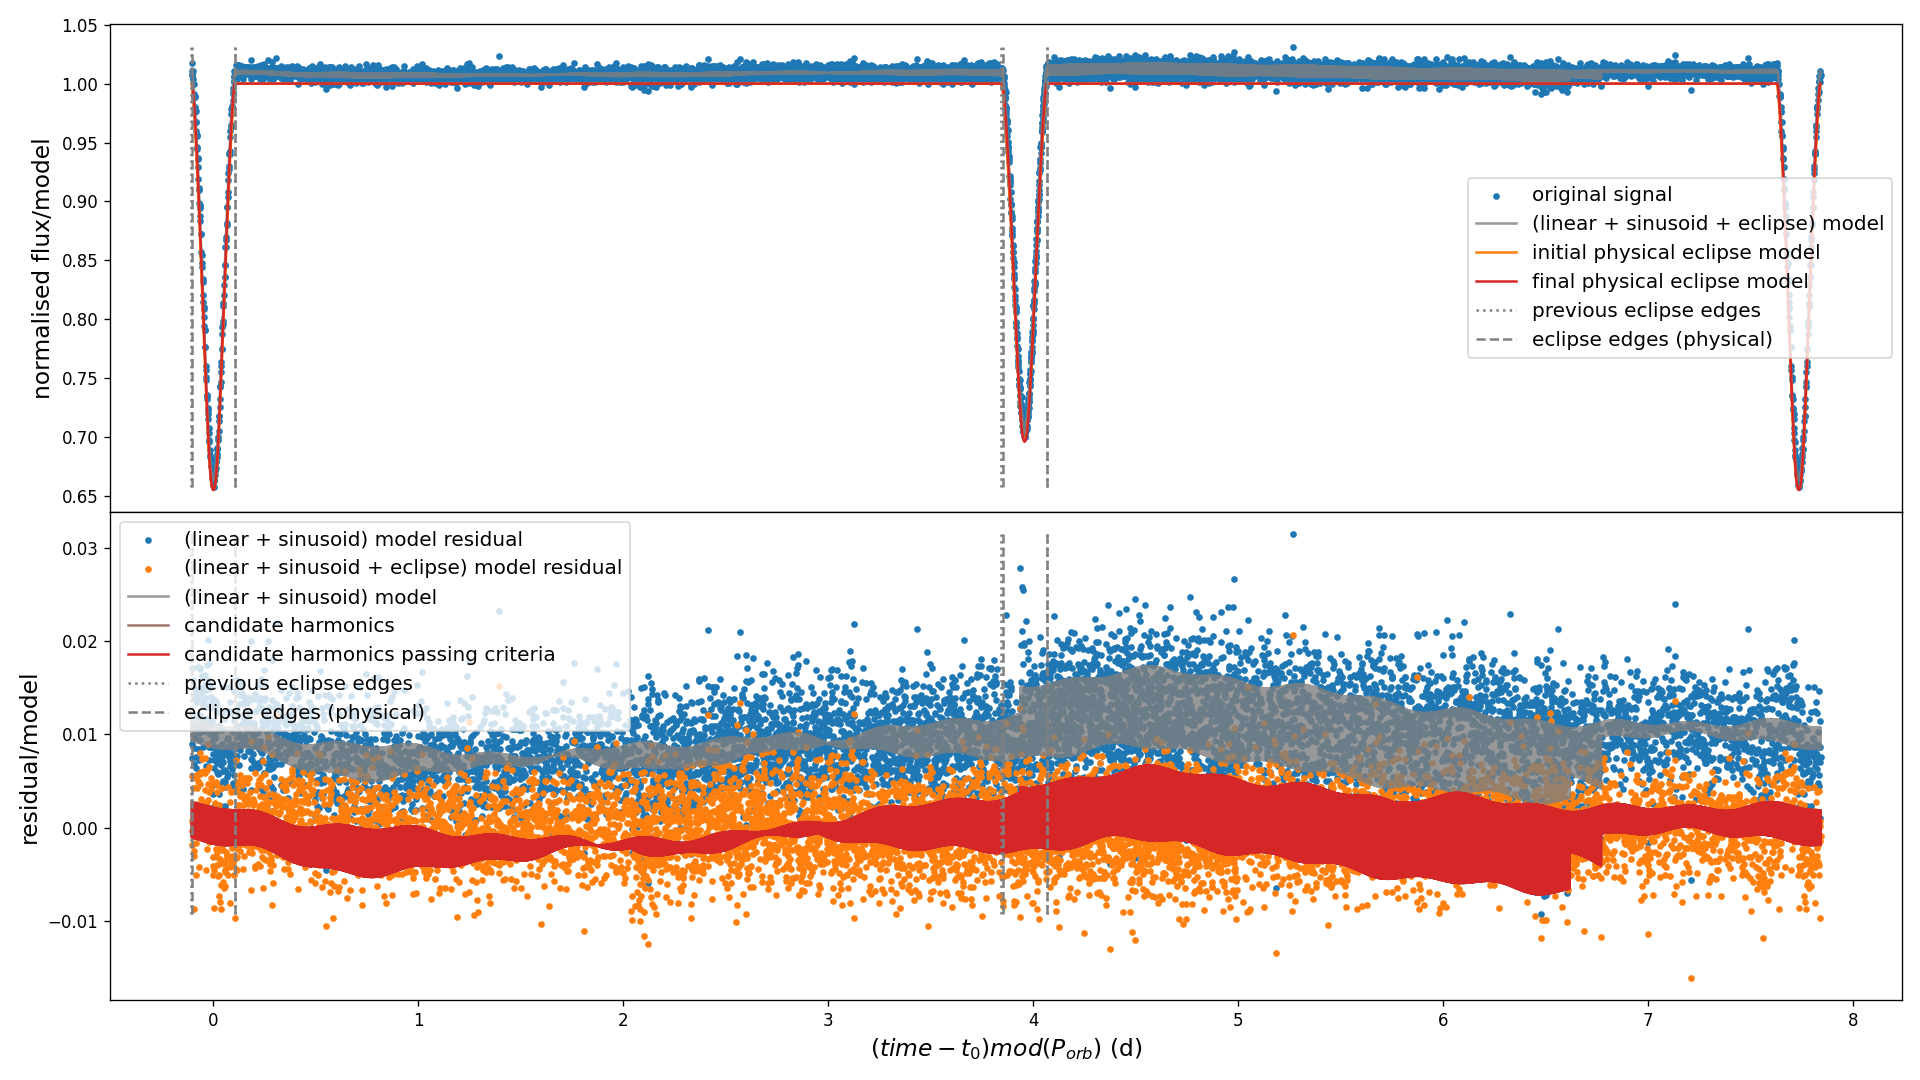 1.05
1.00
0.95
0.90
0.85
0.80
0.75
0.70
0.65
normalised flux/model
original signal
(linear + sinusoid + eclipse) model
initial physical eclipse model
final physical eclipse model
previous eclipse edges
eclipse edges (physical)
0.03
0.02
0.01
0.00
−0.01
residual/model
(linear + sinusoid) model residual
(linear + sinusoid + eclipse) model residual
(linear + sinusoid) model
candidate harmonics
candidate harmonics passing criteria
previous eclipse edges
eclipse edges (physical)
0 1 2 3 4 5 6 7 8
(time − t₀)mod(P_orb) (d)